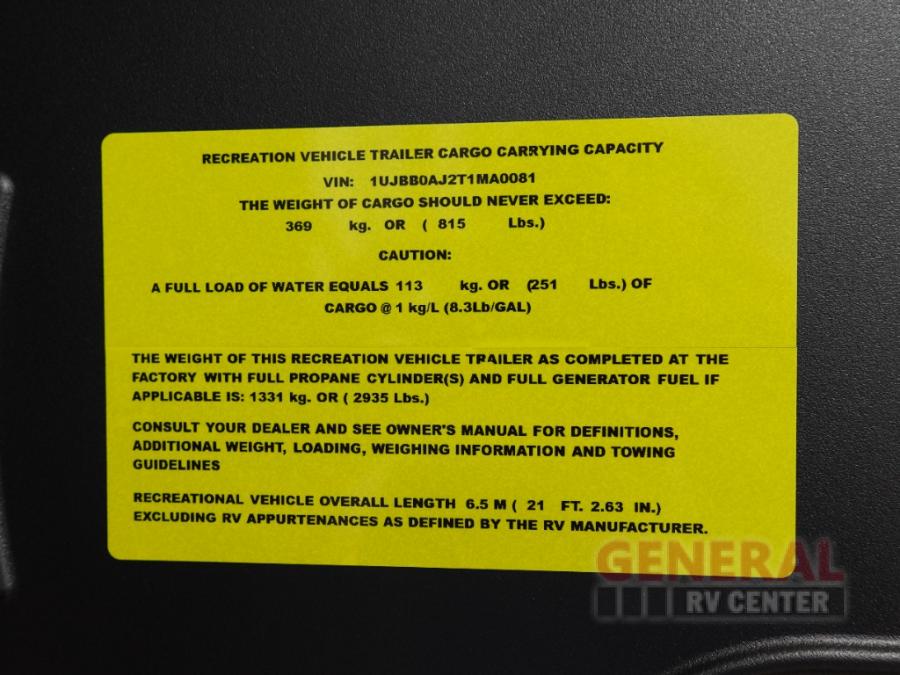 RECREATION VEHICLE TRAILER CARGO CARRYING CAPACITY
VIN: 1UJBB0AJ2T1MA0081
THE WEIGHT OF CARGO SHOULD NEVER EXCEED:
369 kg. OR ( 815 Lbs.)
CAUTION:
A FULL LOAD OF WATER EQUALS 113 kg. OR (251 Lbs.) OF
CARGO @ 1 kg/L (8.3Lb/GAL)
THE WEIGHT OF THIS RECREATION VEHICLE TRAILER AS COMPLETED AT THE
FACTORY WITH FULL PROPANE CYLINDER(S) AND FULL GENERATOR FUEL IF
APPLICABLE IS: 1331 kg. OR ( 2935 Lbs.)
CONSULT YOUR DEALER AND SEE OWNER'S MANUAL FOR DEFINITIONS,
ADDITIONAL WEIGHT, LOADING, WEIGHING INFORMATION AND TOWING
GUIDELINES
RECREATIONAL VEHICLE OVERALL LENGTH 6.5 M ( 21 FT. 2.63 IN.)
EXCLUDING RV APPURTENANCES AS DEFINED BY THE RV MANUFACTURER.
GENERAL
RV CENTER